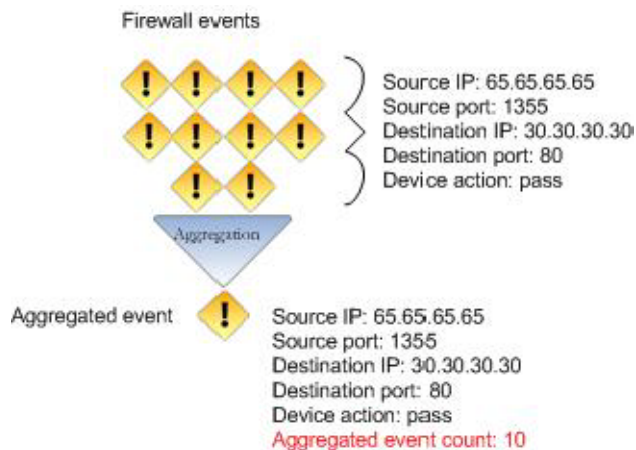 Firewall events
Source IP: 65.65.65.65
Source port: 1355
Destination IP: 30.30.30.30
Destination port: 80
Device action: pass
Aggregation
Aggregated event
Source IP: 65.65.65.65
Source port: 1355
Destination IP: 30.30.30.30
Destination port: 80
Device action: pass
Aggregated event count: 10